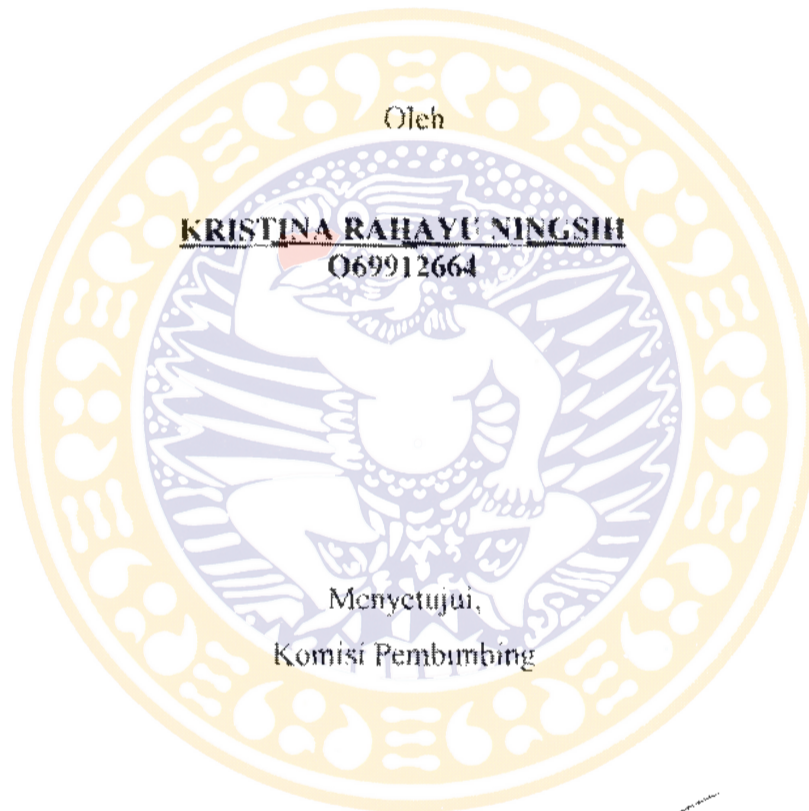 Oleh
KRISTINA RAHAYU NINGSIH
O69912664
Menyetujui,
Komisi Pembimbing